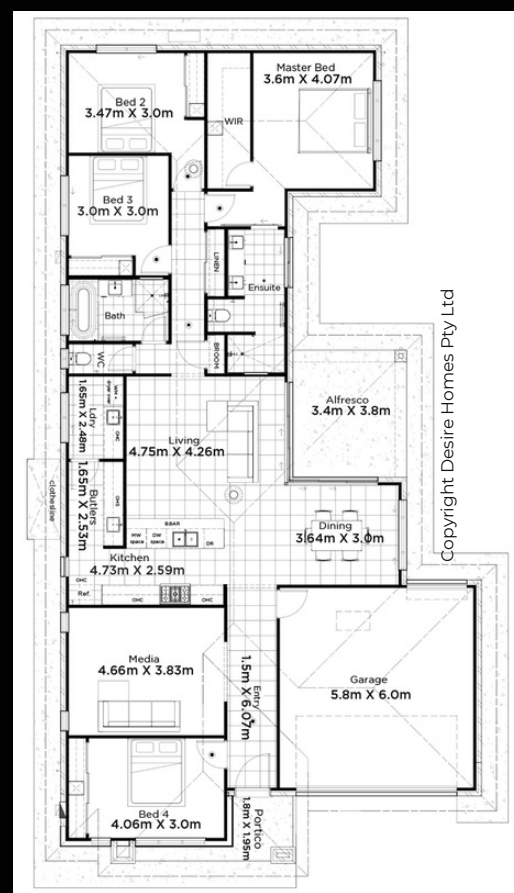 Master Bed
3.6m X 4.07m
Bed 2
3.47m X 3.0m
WIR
Bed 3
3.0m X 3.0m
LINEN
Ensuite
Bath
WC
BROOM
Alfresco
3.4m X 3.8m
Ldry
1.65m X 2.48m
OHC
Living
4.75m X 4.26m
clothesline
Butlers
1.65m X 2.53m
OHS
Dining
3.64m X 3.0m
B.BAR
MW
space
DW
space
DR
Kitchen
4.73m X 2.59m
OHC
Ref.
OHC
OHC
Media
4.66m X 3.83m
Entry
1.5m X 6.07m
Garage
5.8m X 6.0m
Bed 4
4.06m X 3.0m
Portico
1.8m X 1.95m
Copyright Desire Homes Pty Ltd